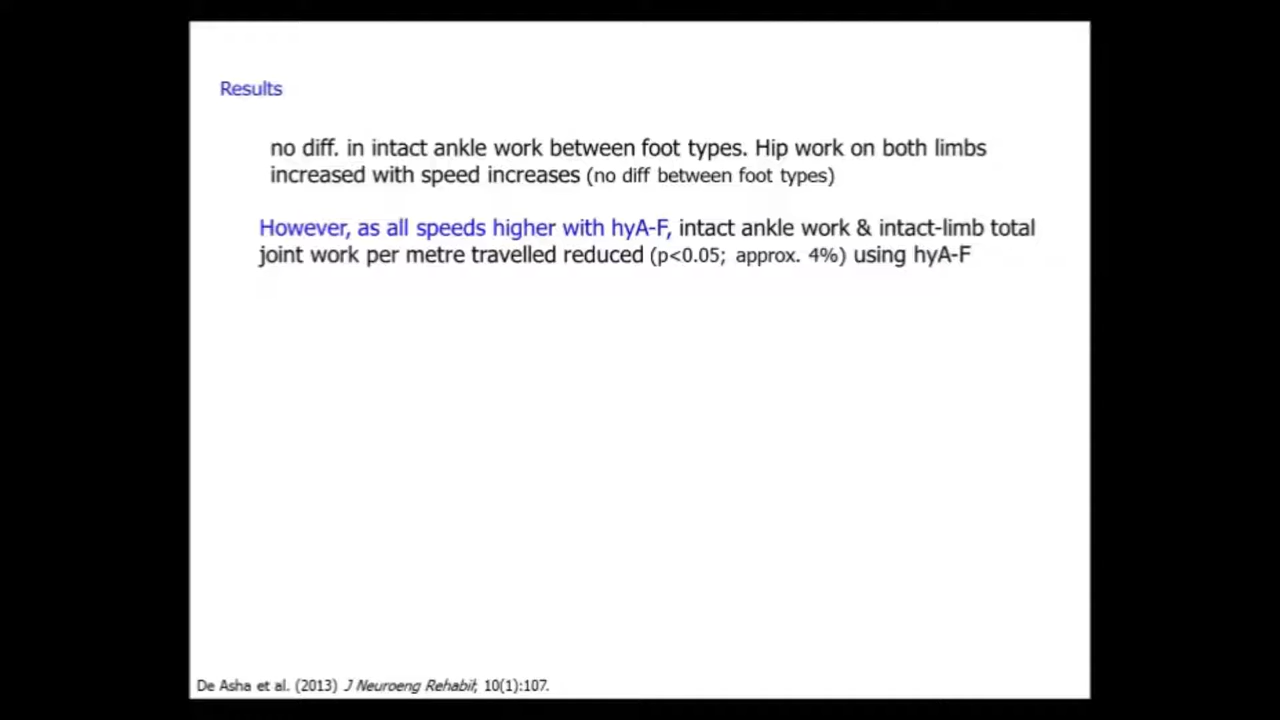 Results
no diff. in intact ankle work between foot types. Hip work on both limbs
increased with speed increases (no diff between foot types)
However, as all speeds higher with hyA-F, intact ankle work & intact-limb total
joint work per metre travelled reduced (p<0.05; approx. 4%) using hyA-F
De Asha et al. (2013) J Neuroeng Rehabil; 10(1):107.